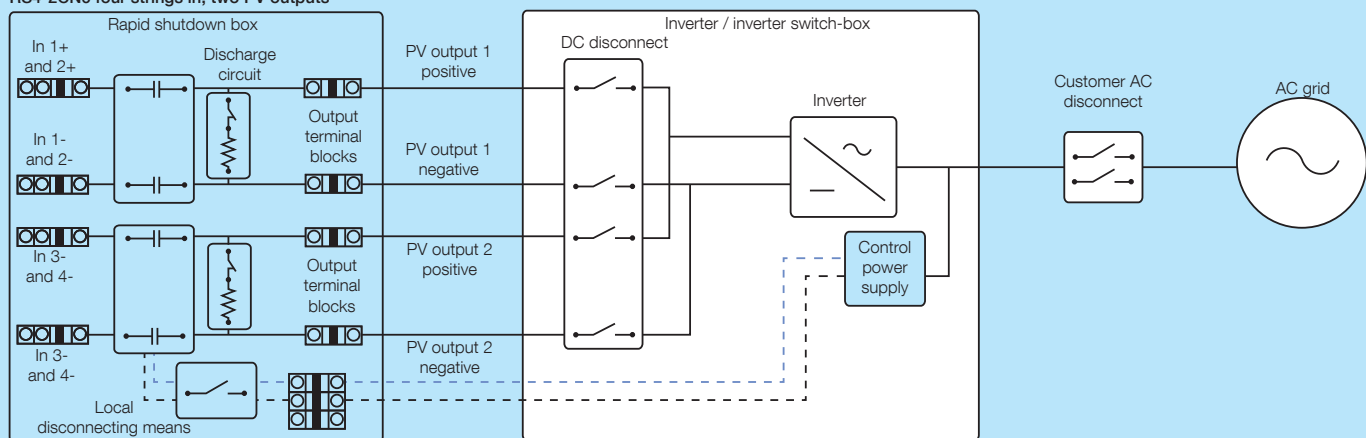 Rapid shutdown box
Inverter / inverter switch-box
In 1+
and 2+
Discharge
circuit
PV output 1
positive
DC disconnect
Inverter
Customer AC
disconnect
AC grid
In 1-
and 2-
Output
terminal
blocks
PV output 1
negative
In 3-
and 4-
Output
terminal
blocks
PV output 2
positive
Control
power
supply
In 3-
and 4-
PV output 2
negative
Local
disconnecting means